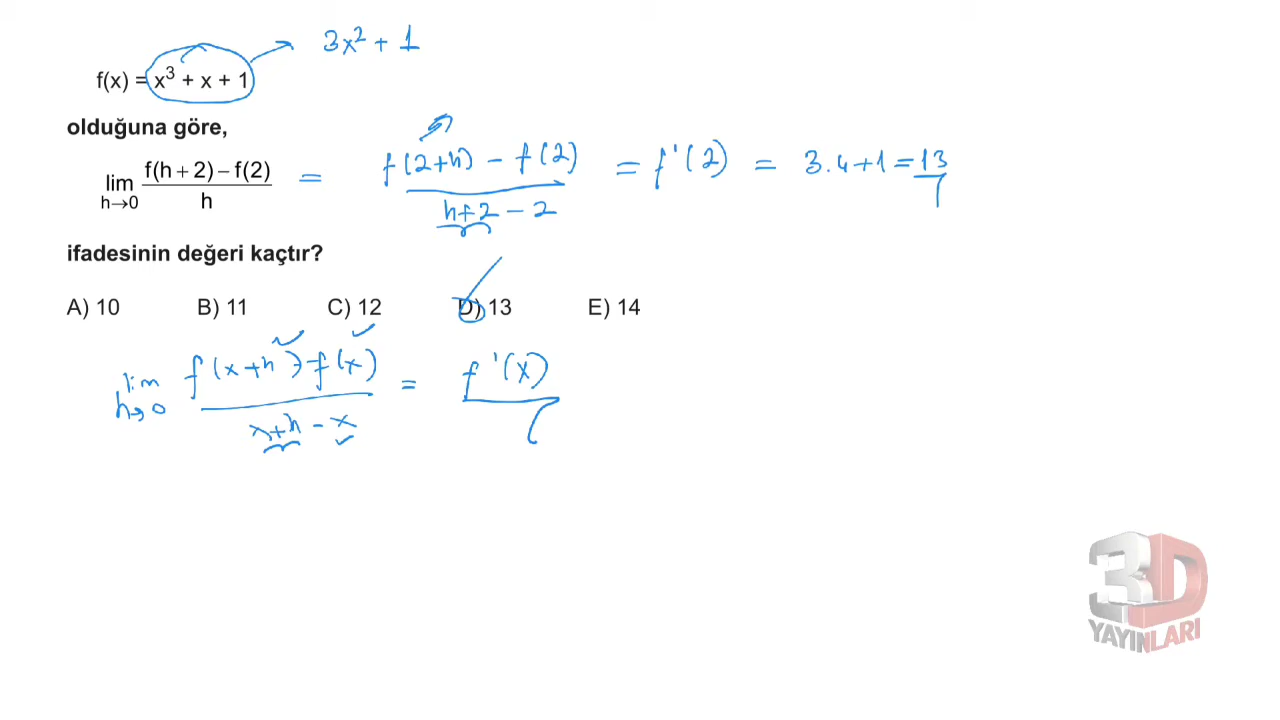 3x² + 1
f(x) = x³ + x + 1
olduğuna göre,
lim h→0 f(h + 2) – f(2) / h = f(2+h) – f(2) / h+2 – 2 = f'(2) = 3.4+1 = 13
ifadesinin değeri kaçtır?
A) 10 B) 11 C) 12 D) 13 E) 14
lim h→0 f(x+h) – f(x) / x+h – x = f'(x)
3D
YAYINLARI